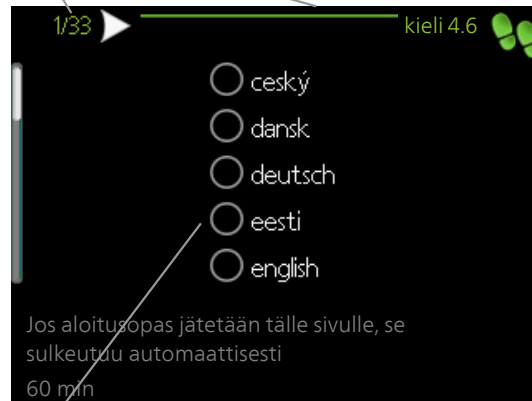 1/33 kieli 4.6
ceský
dansk
deutsch
eesti
english
Jos aloitusopas jätetään tälle sivulle, se
sulkeutuu automaattisesti
60 min